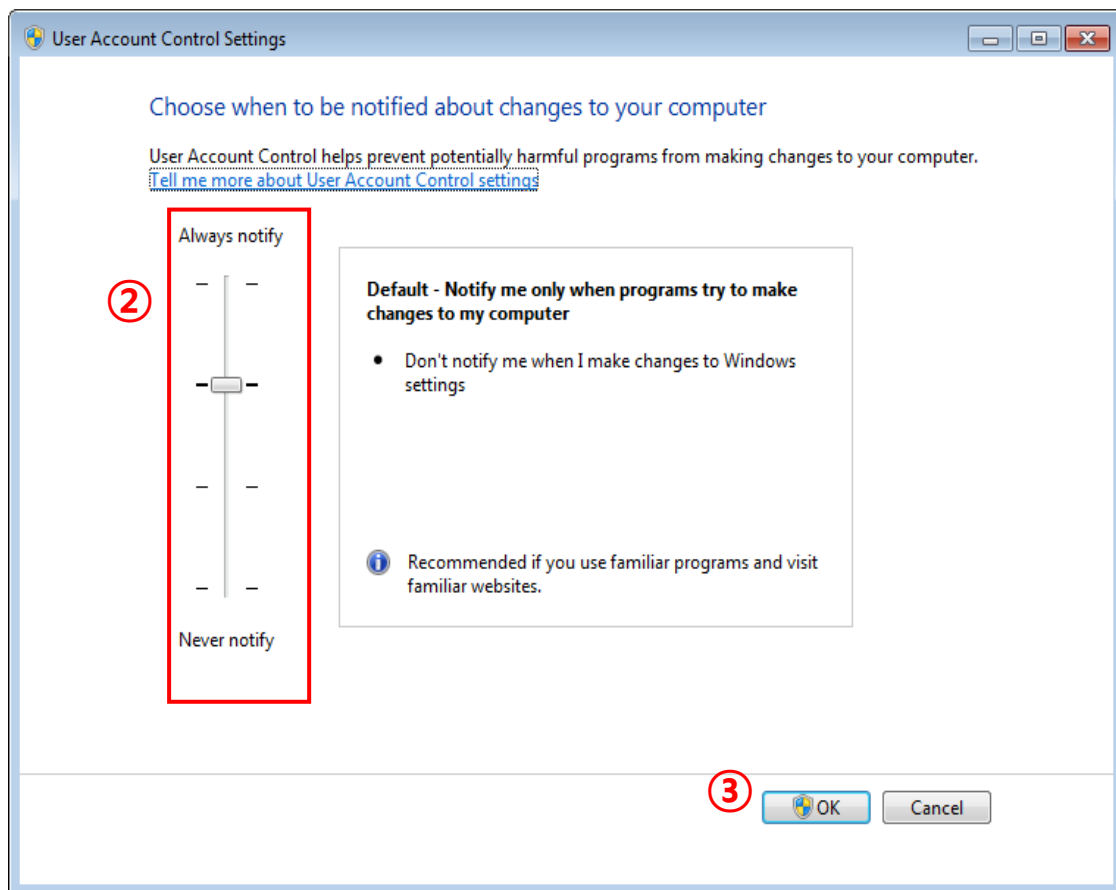 User Account Control Settings
Choose when to be notified about changes to your computer
User Account Control helps prevent potentially harmful programs from making changes to your computer.
Tell me more about User Account Control settings
Always notify
②
Default - Notify me only when programs try to make
changes to my computer
• Don't notify me when I make changes to Windows
settings
Recommended if you use familiar programs and visit
familiar websites.
Never notify
③
OK
Cancel